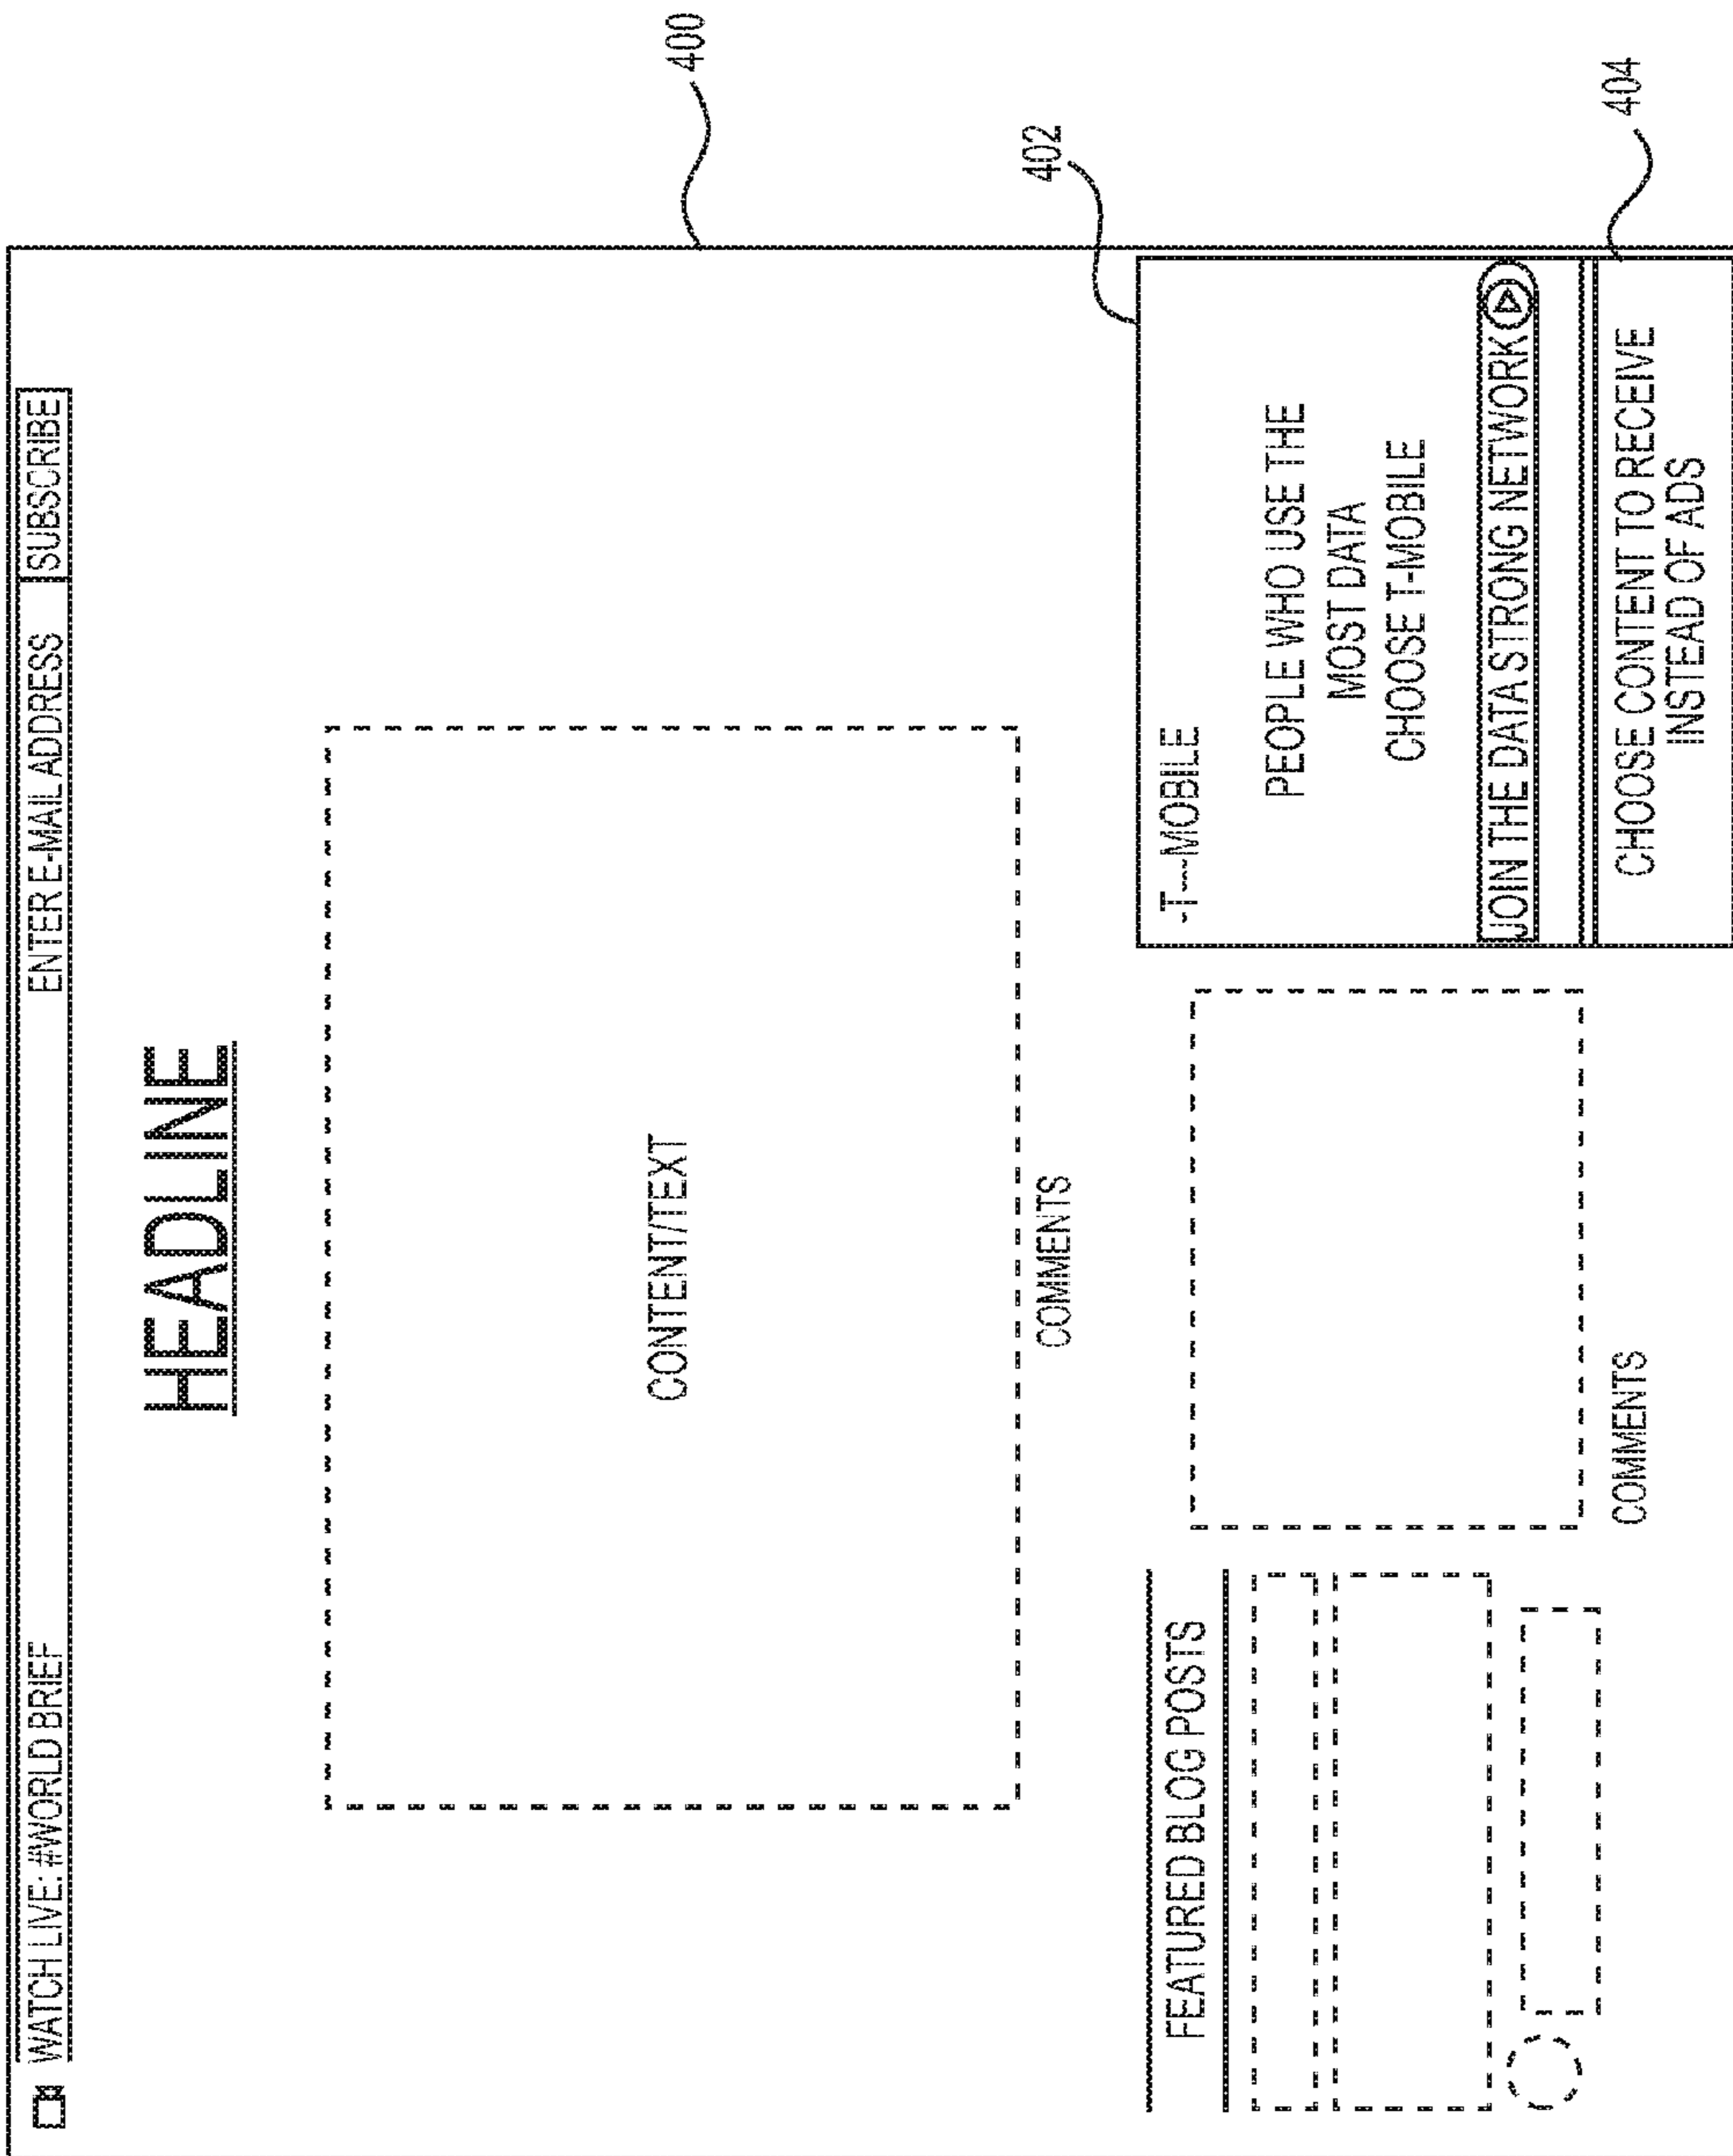 WATCH LIVE: #WORLD BRIEF
ENTER E-MAIL ADDRESS
SUBSCRIBE
HEADLINE
CONTENT/TEXT
COMMENTS
400
402
FEATURED BLOG POSTS
COMMENTS
-T---MOBILE
PEOPLE WHO USE THE
MOST DATA
CHOOSE T-MOBILE
JOIN THE DATA STRONG NETWORK
CHOOSE CONTENT TO RECEIVE
INSTEAD OF ADS
404